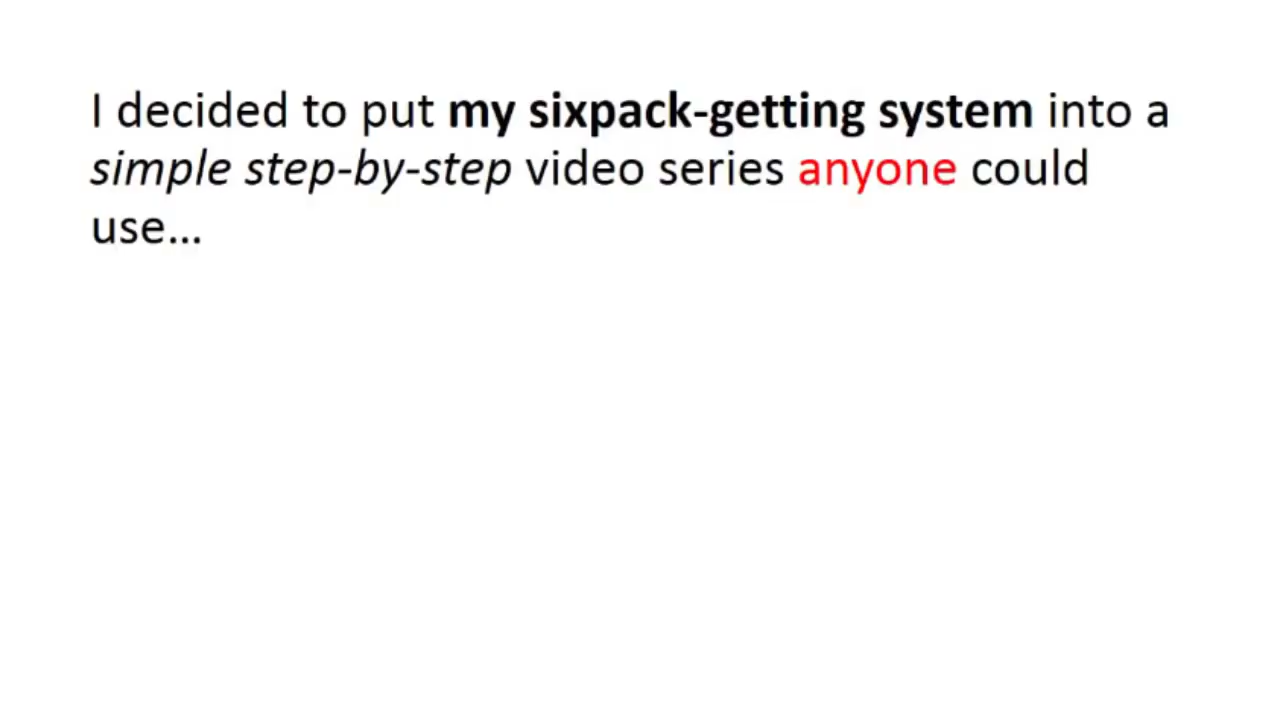 I decided to put my sixpack-getting system into a
simple step-by-step video series anyone could
use...